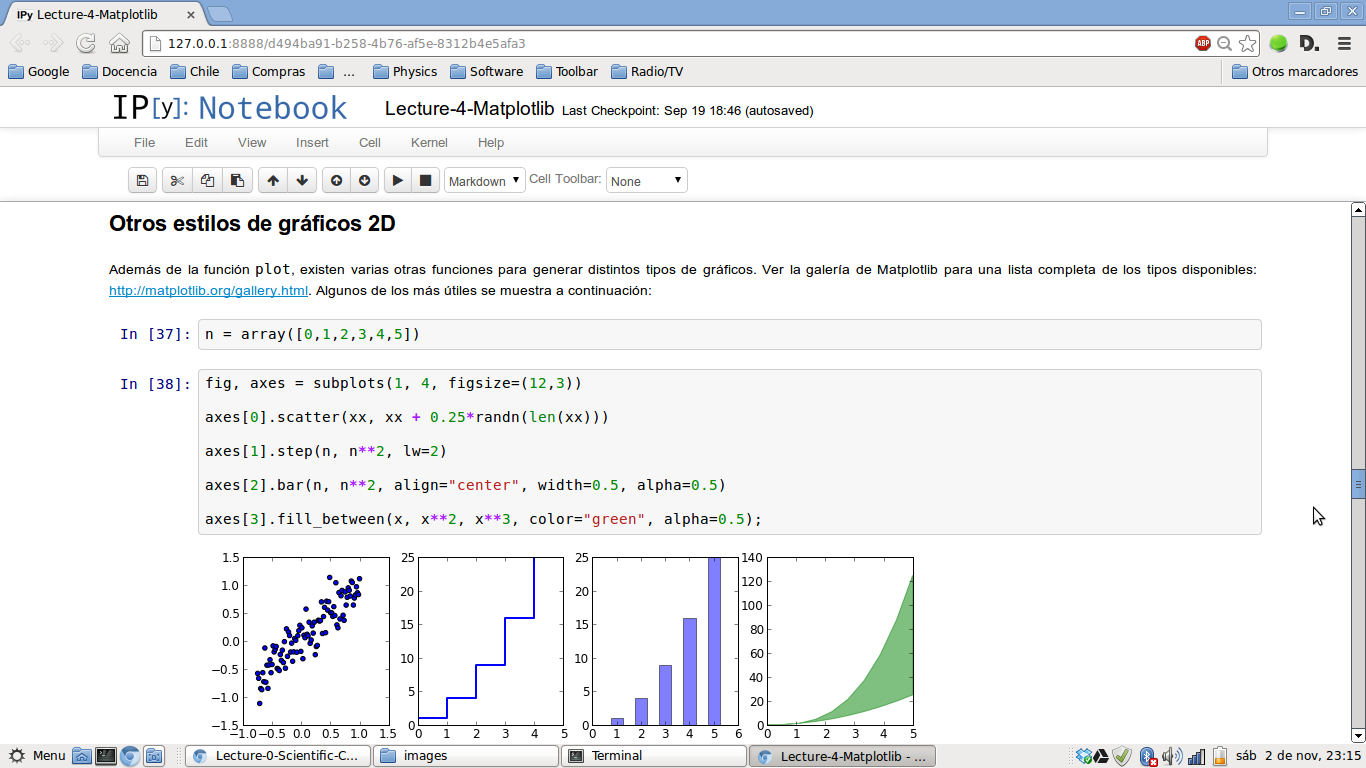 IPy Lecture-4-Matplotlib
127.0.0.1:8888/d494ba91-b258-4b76-af5e-8312b4e5afa3
ABP
D.
Google Docencia Chile Compras ... Physics Software Toolbar Radio/TV Otros marcadores
IP[y]: Notebook Lecture-4-Matplotlib Last Checkpoint: Sep 19 18:46 (autosaved)
File Edit View Insert Cell Kernel Help
Markdown Cell Toolbar: None
Otros estilos de gráficos 2D
Además de la función plot, existen varias otras funciones para generar distintos tipos de gráficos. Ver la galería de Matplotlib para una lista completa de los tipos disponibles:
http://matplotlib.org/gallery.html. Algunos de los más útiles se muestra a continuación:
In [37]: n = array([0,1,2,3,4,5])
In [38]: fig, axes = subplots(1, 4, figsize=(12,3))
axes[0].scatter(xx, xx + 0.25*randn(len(xx)))
axes[1].step(n, n**2, lw=2)
axes[2].bar(n, n**2, align="center", width=0.5, alpha=0.5)
axes[3].fill_between(x, x**2, x**3, color="green", alpha=0.5);
1.5
1.0
0.5
0.0
−0.5
−1.0
−1.5
−1.0 −0.5 0.0 0.5 1.0 1.5
25
20
15
10
5
0
0 1 2 3 4 5
25
20
15
10
5
0
0 1 2 3 4 5 6
140
120
100
80
60
40
20
0
0 1 2 3 4 5
Menu Lecture-0-Scientific-C... images Terminal Lecture-4-Matplotlib - ... sáb 2 de nov, 23:15